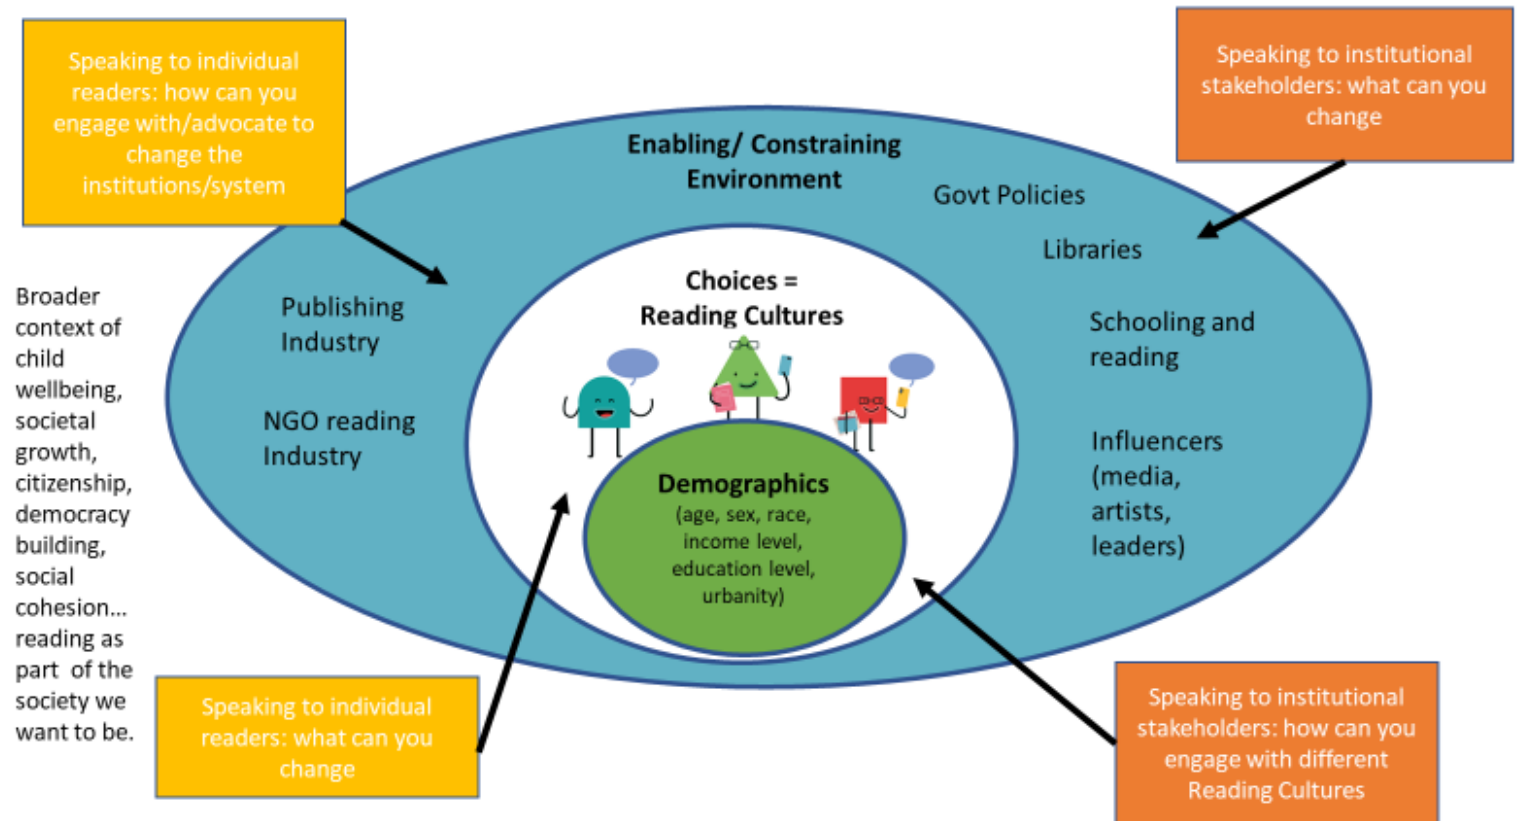 Speaking to individual
readers: how can you
engage with/advocate to
change the
institutions/system
Speaking to institutional
stakeholders: what can you
change
Enabling/ Constraining
Environment
Govt Policies
Libraries
Schooling and
reading
Influencers
(media,
artists,
leaders)
Publishing
Industry
NGO reading
Industry
Choices =
Reading Cultures
Demographics
(age, sex, race,
income level,
education level,
urbanity)
Broader
context of
child
wellbeing,
societal
growth,
citizenship,
democracy
building,
social
cohesion...
reading as
part of the
society we
want to be.
Speaking to individual
readers: what can you
change
Speaking to institutional
stakeholders: how can you
engage with different
Reading Cultures